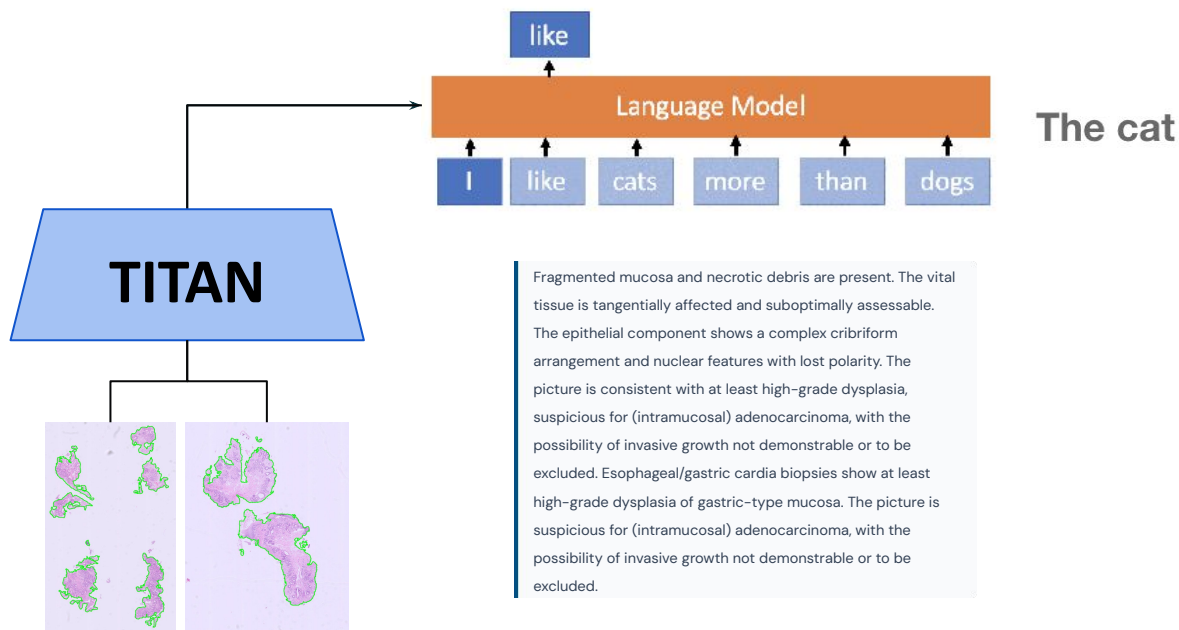 like
Language Model
The cat
I like cats more than dogs
TITAN
Fragmented mucosa and necrotic debris are present. The vital
tissue is tangentially affected and suboptimally assessable.
The epithelial component shows a complex cribriform
arrangement and nuclear features with lost polarity. The
picture is consistent with at least high-grade dysplasia,
suspicious for (intramucosal) adenocarcinoma, with the
possibility of invasive growth not demonstrable or to be
excluded. Esophageal/gastric cardia biopsies show at least
high-grade dysplasia of gastric-type mucosa. The picture is
suspicious for (intramucosal) adenocarcinoma, with the
possibility of invasive growth not demonstrable or to be
excluded.